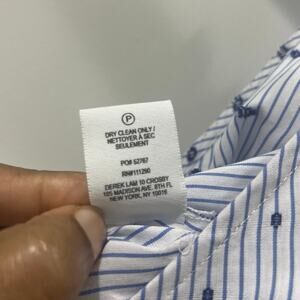 P
DRY CLEAN ONLY /
NETTOYER À SEC
SEULEMENT
PO# 52767
RN#111290
DEREK LAM 10 CROSBY
105 MADISON AVE. 8TH FL
NEW YORK, NY 10016